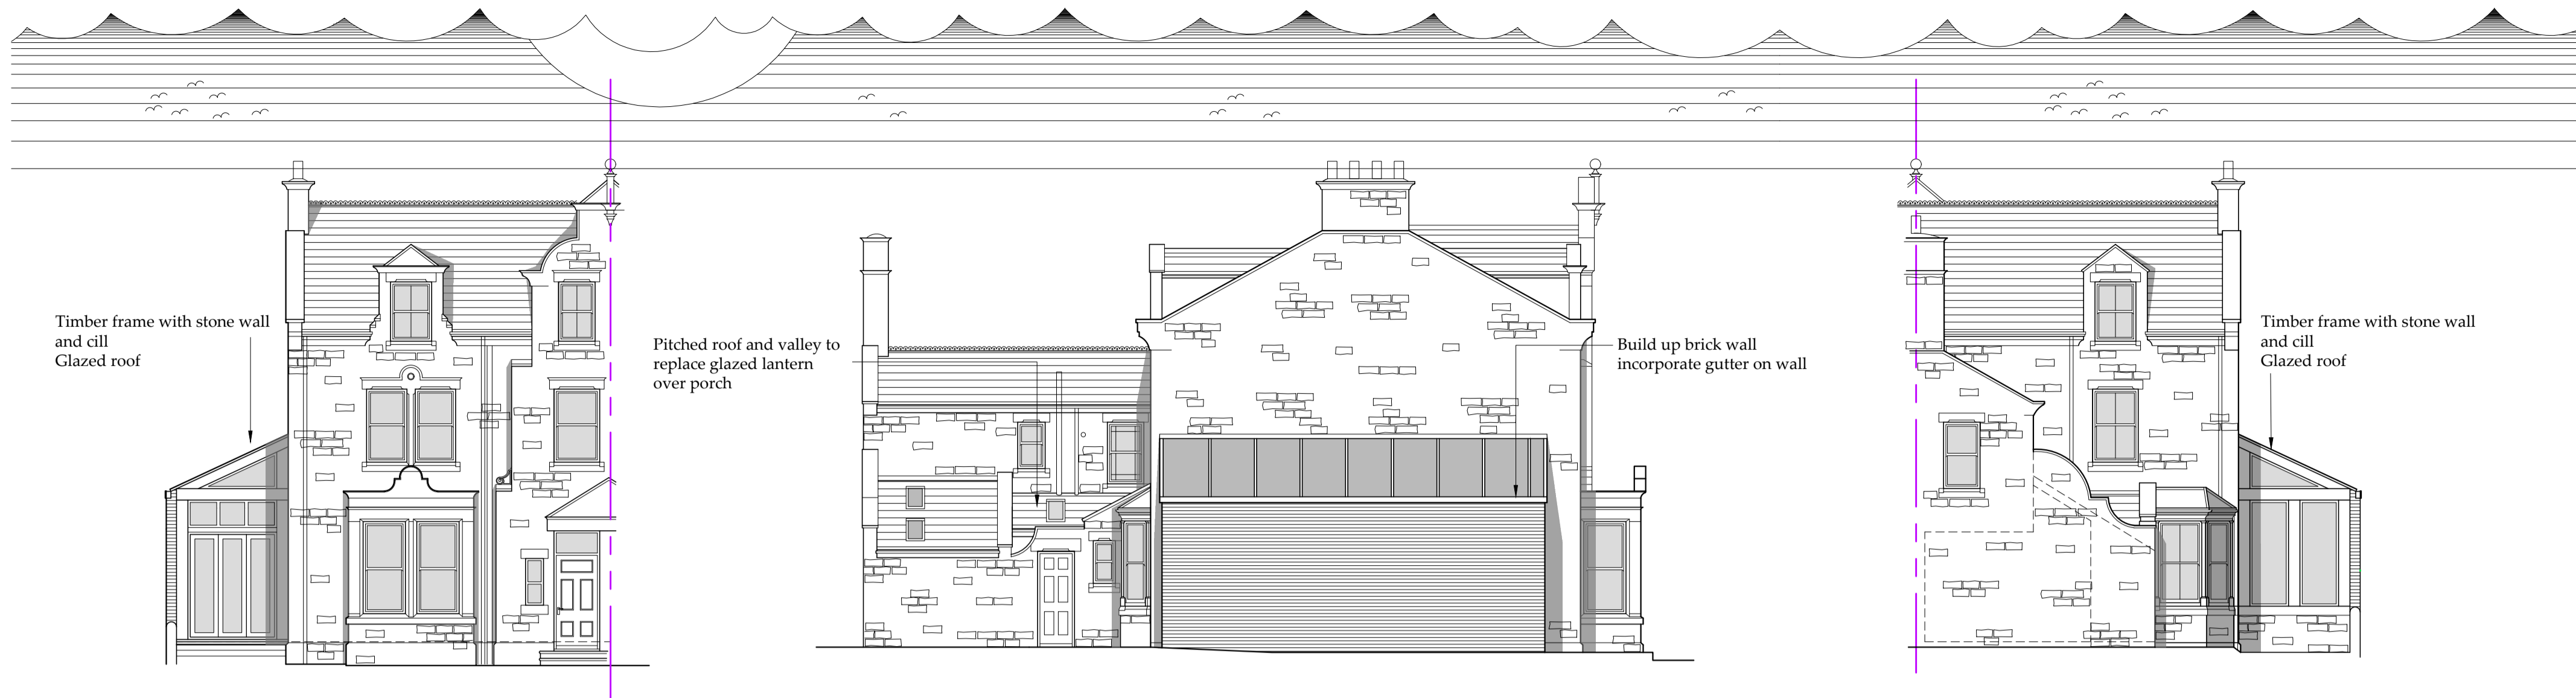 Timber frame with stone wall
and cill
Glazed roof
Pitched roof and valley to
replace glazed lantern
over porch
Build up brick wall
incorporate gutter on wall
Timber frame with stone wall
and cill
Glazed roof